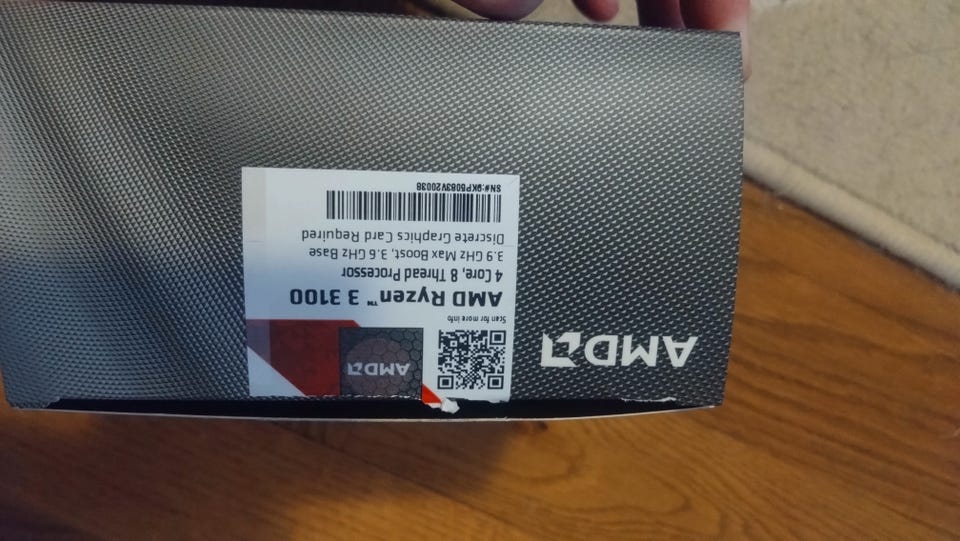 AMD
AMD
Scan for more info
AMD Ryzen™ 3 3100
4 Core, 8 Thread Processor
3.9 GHz Max Boost, 3.6 GHz Base
Discrete Graphics Card Required
SN#:9KP5083V20038